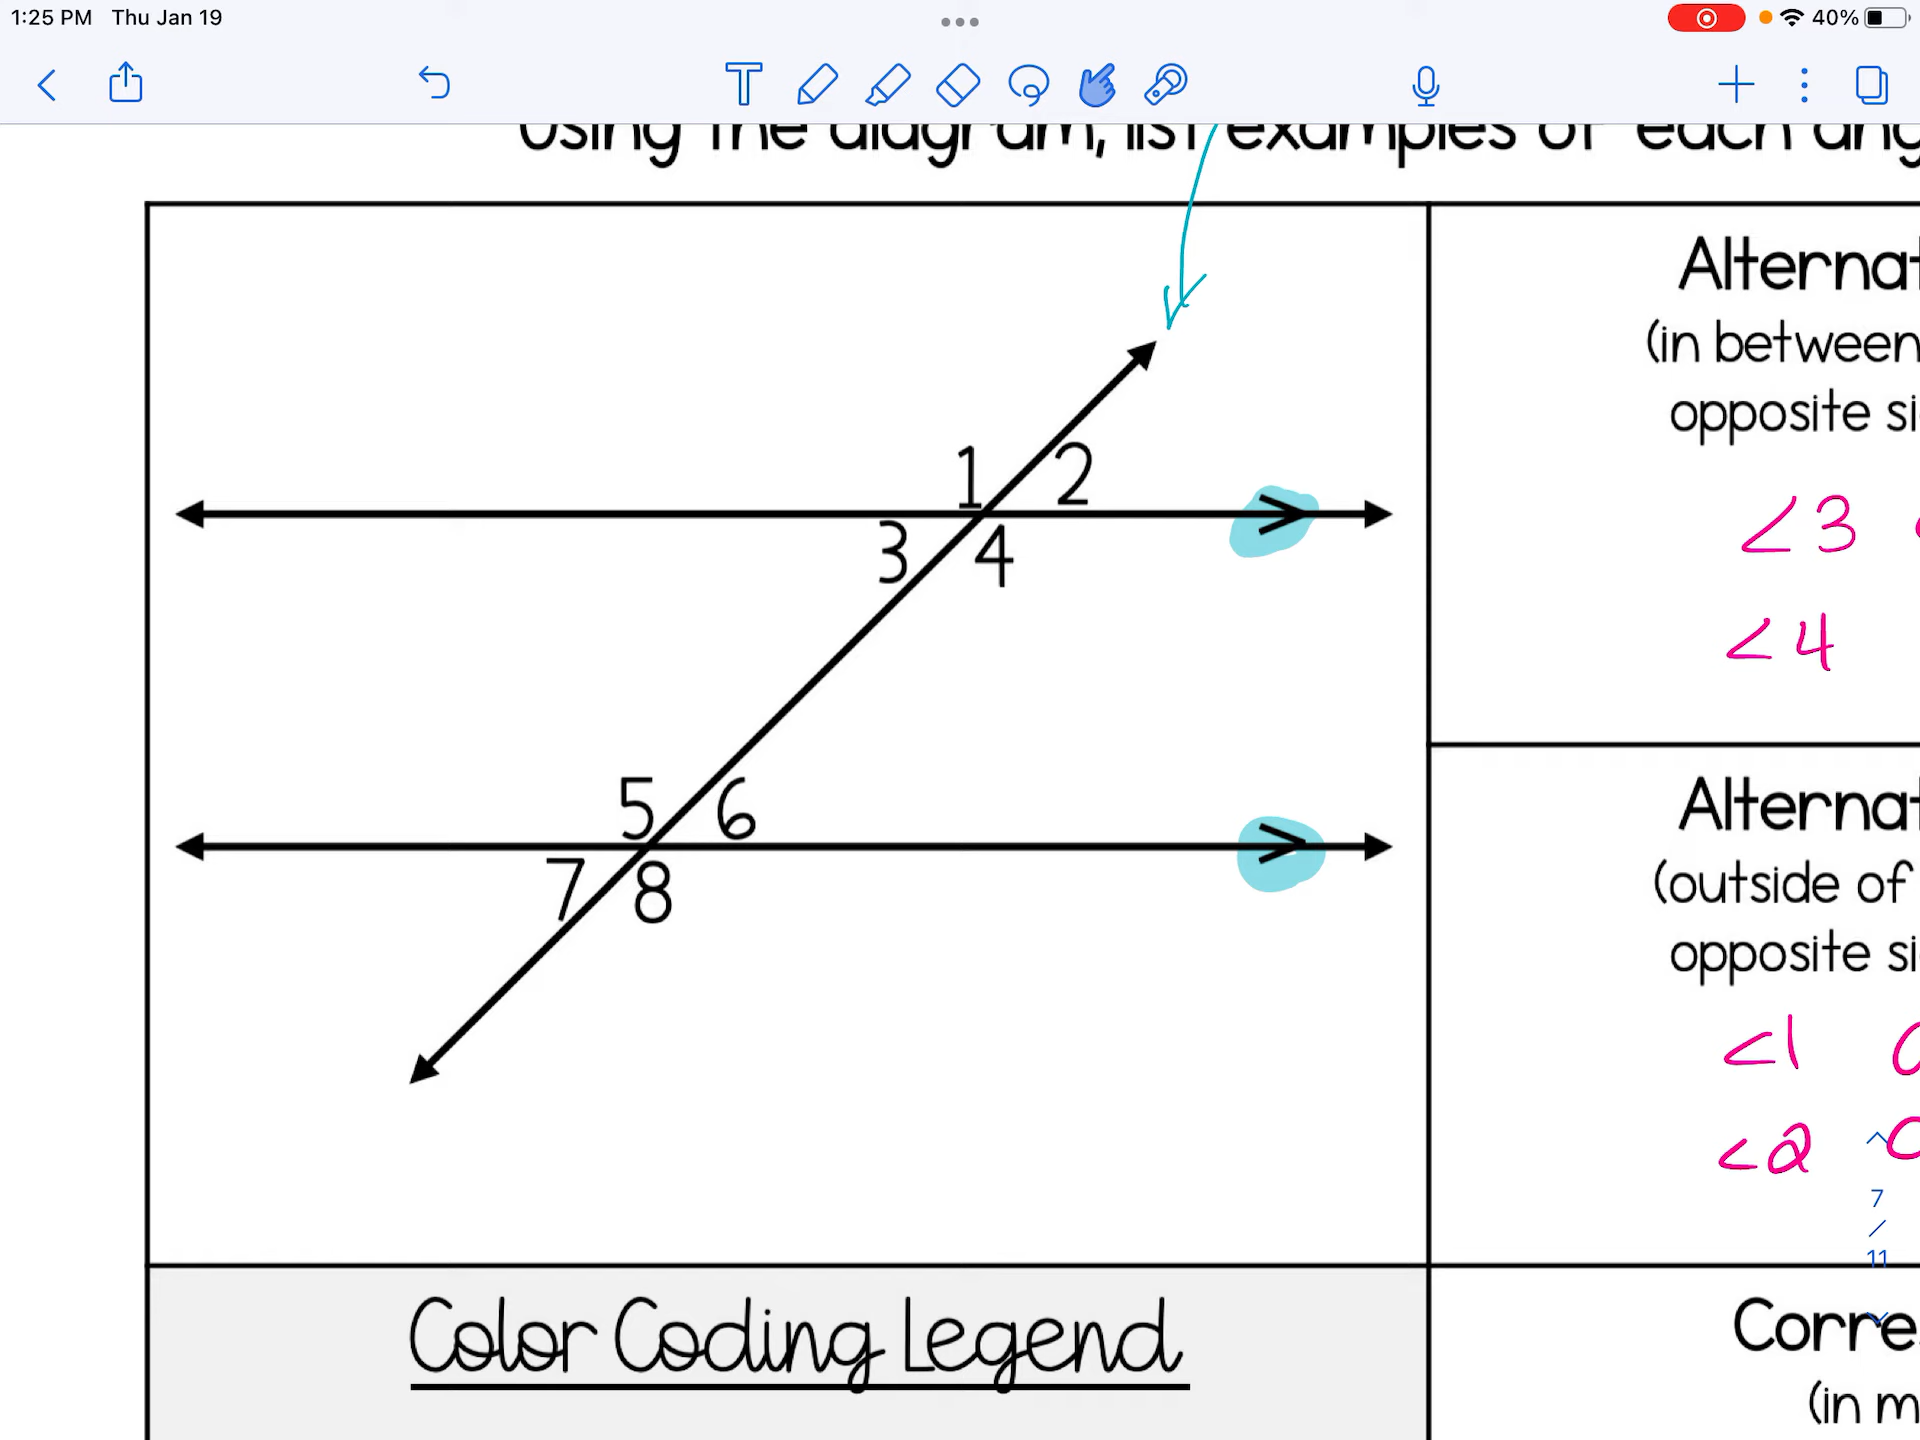 1:25 PM Thu Jan 19
40%
Using the diagram, list examples of each ang
1 2
3 4
5 6
7 8
Alternat
(in between
opposite si
<3
<4
Alternat
(outside of
opposite si
<1
<2
7
/
11
Color Coding Legend
Corre
(in m